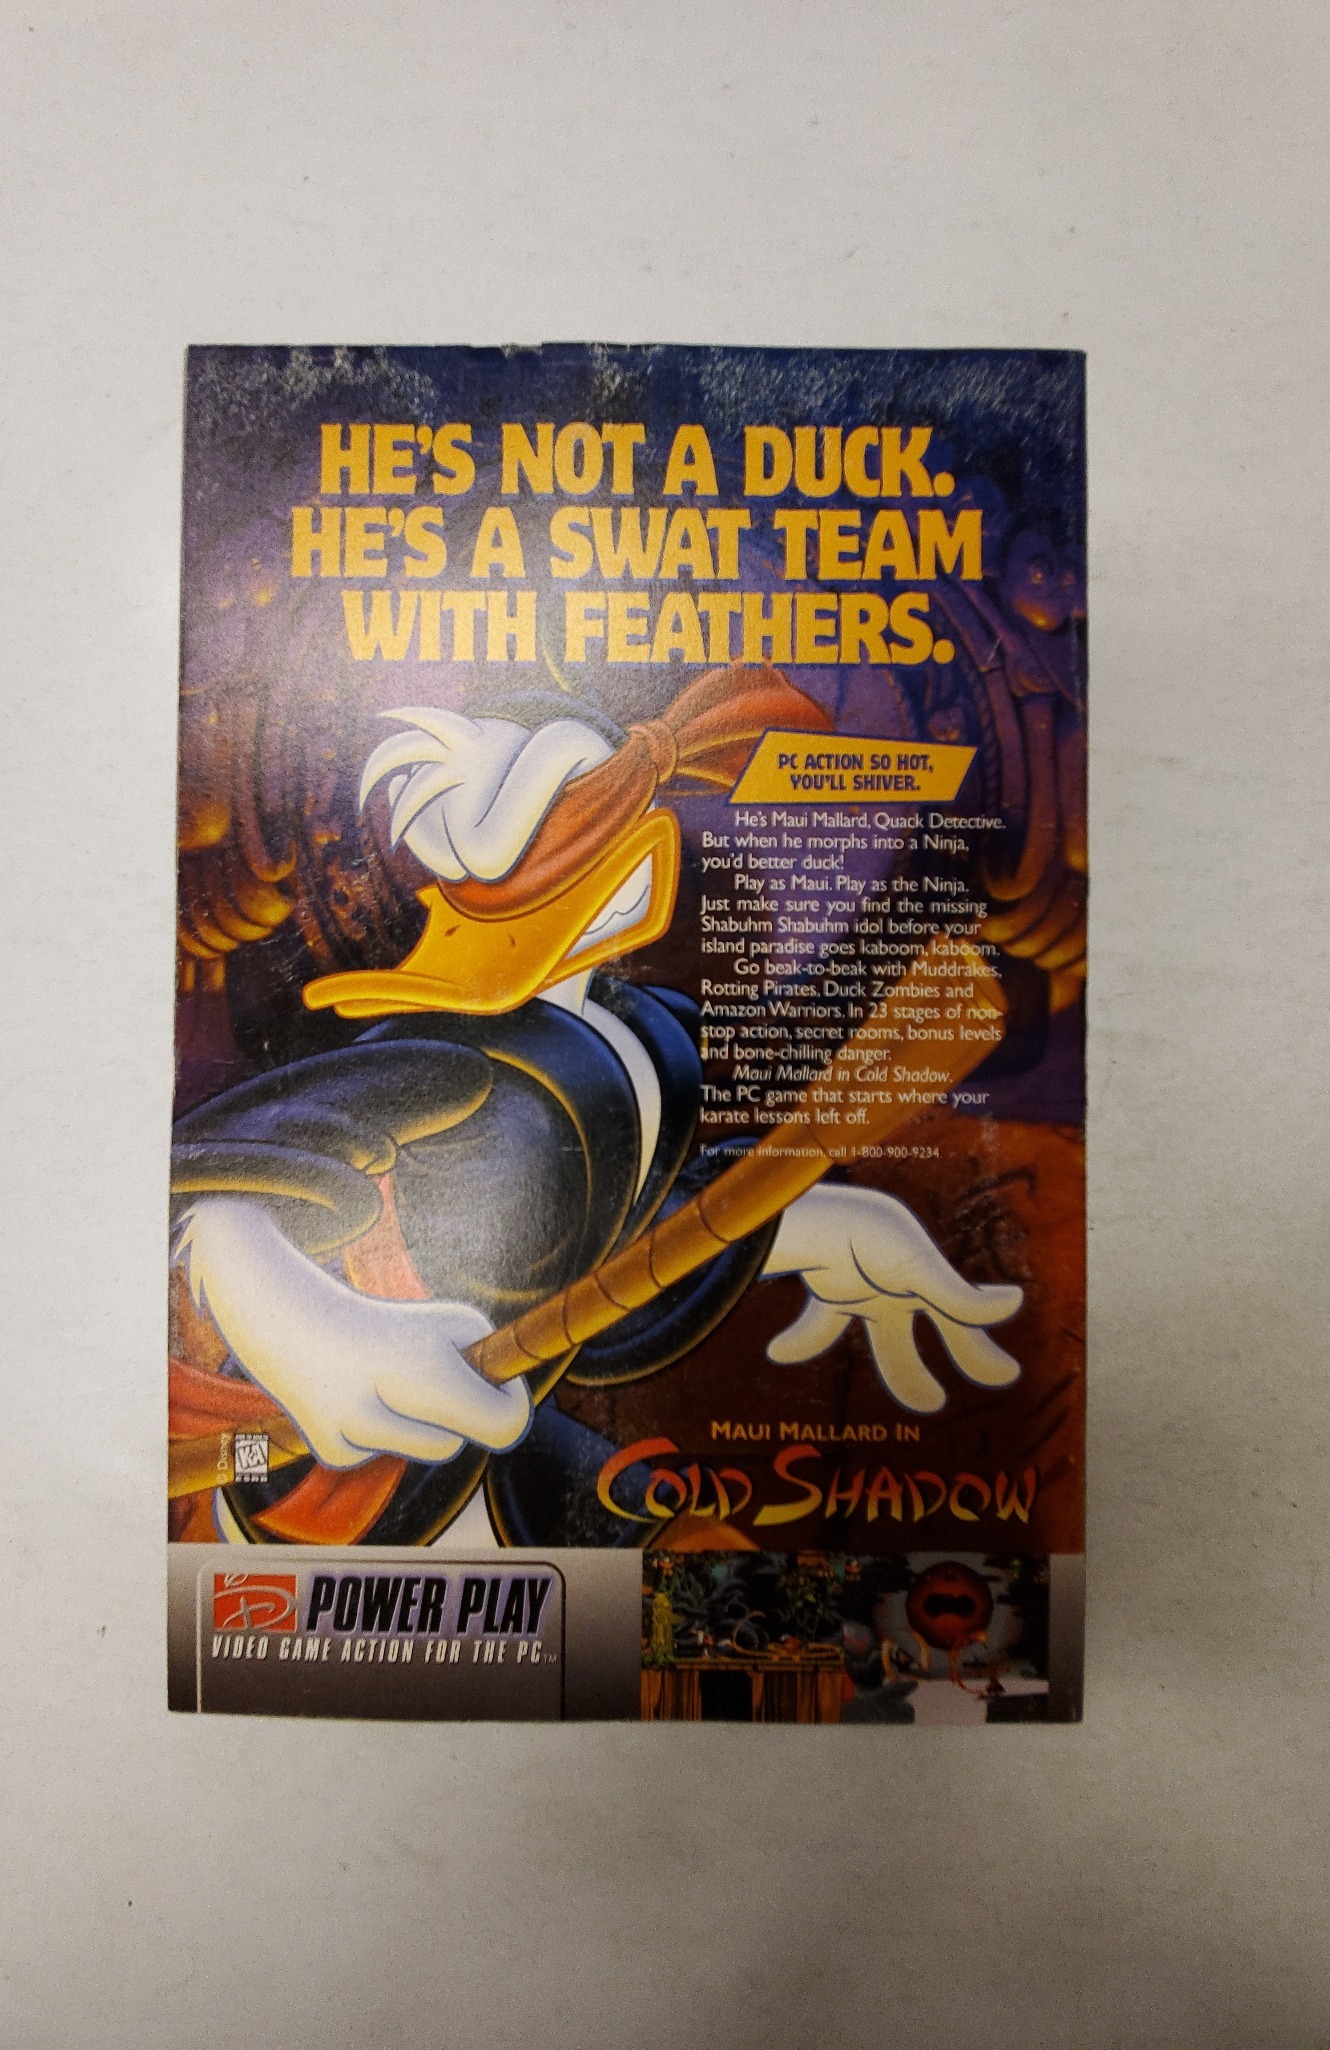 HE'S NOT A DUCK.
HE'S A SWAT TEAM
WITH FEATHERS.
PC ACTION SO HOT,
YOU'LL SHIVER.
He's Maui Mallard, Quack Detective.
But when he morphs into a Ninja,
you'd better duck!
Play as Maui. Play as the Ninja.
Just make sure you find the missing
Shabuhm Shabuhm idol before your
island paradise goes kaboom, kaboom.
Go beak-to-beak with Muddrakes,
Rotting Pirates, Duck Zombies and
Amazon Warriors. In 23 stages of non-
stop action, secret rooms, bonus levels
and bone-chilling danger.
Maui Mallard in Cold Shadow.
The PC game that starts where your
karate lessons left off.
For more information, call 1-800-900-9234.
© Disney
K-A
MAUI MALLARD IN
COLD SHADOW
D POWER PLAY
VIDEO GAME ACTION FOR THE PC™